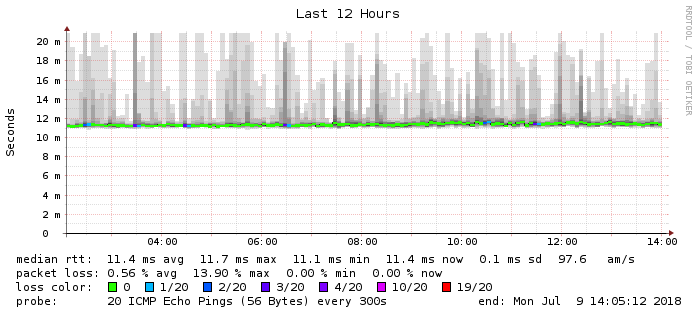 Last 12 Hours
RRDTOOL / TOBI OETIKER
Seconds
20 m
18 m
16 m
14 m
12 m
10 m
8 m
6 m
4 m
2 m
0
04:00 06:00 08:00 10:00 12:00 14:00
median rtt: 11.4 ms avg 11.7 ms max 11.1 ms min 11.4 ms now 0.1 ms sd 97.6 am/s
packet loss: 0.56 % avg 13.90 % max 0.00 % min 0.00 % now
loss color: 0 1/20 2/20 3/20 4/20 10/20 19/20
probe: 20 ICMP Echo Pings (56 Bytes) every 300s end: Mon Jul 9 14:05:12 2018